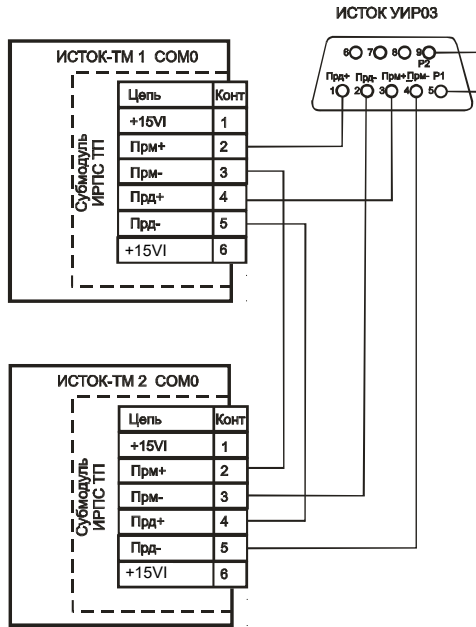 ИСТОК УИР03
6 7 8 9
P2
Прд+ Прд- Прм+ Прм- P1
1 2 3 4 5
ИСТОК-ТМ 1 COM0
Субмодуль
ИРПС ТП
Цепь Конт
+15VI 1
Прм+ 2
Прм- 3
Прд+ 4
Прд- 5
+15VI 6
ИСТОК-ТМ 2 COM0
Субмодуль
ИРПС ТП
Цепь Конт
+15VI 1
Прм+ 2
Прм- 3
Прд+ 4
Прд- 5
+15VI 6